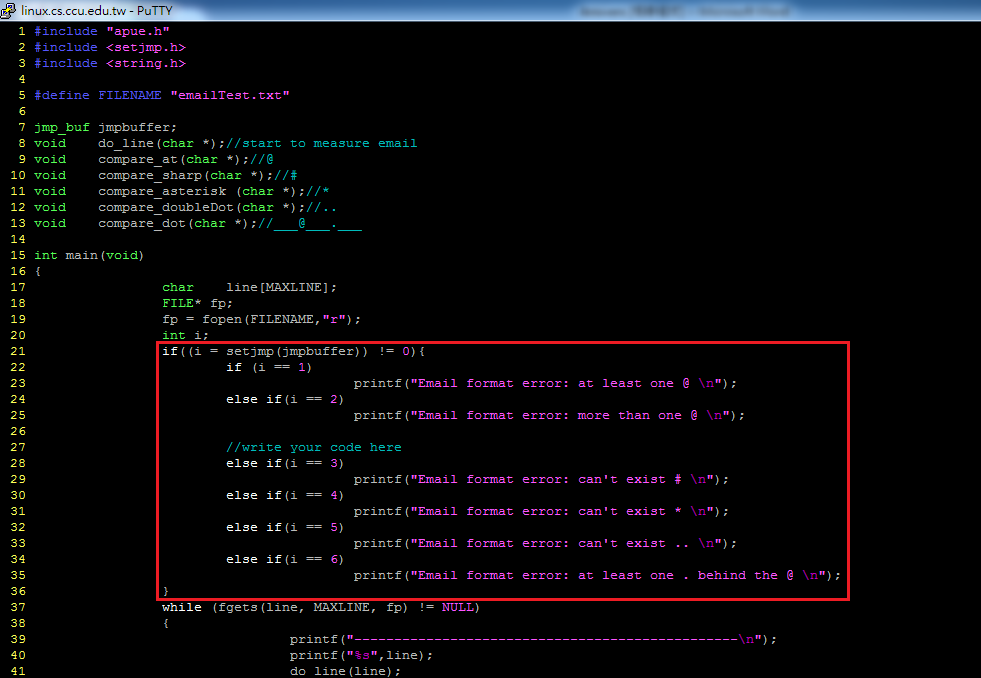 linux.cs.ccu.edu.tw - PuTTY
1 #include "apue.h"
2 #include <setjmp.h>
3 #include <string.h>
4
5 #define FILENAME "emailTest.txt"
6
7 jmp_buf jmpbuffer;
8 void    do_line(char *);//start to measure email
9 void    compare_at(char *);//@
10 void    compare_sharp(char *);//#
11 void    compare_asterisk (char *);//*
12 void    compare_doubleDot(char *);//..
13 void    compare_dot(char *);//___@___.___
14
15 int main(void)
16 {
17                 char    line[MAXLINE];
18                 FILE* fp;
19                 fp = fopen(FILENAME,"r");
20                 int i;
21                 if((i = setjmp(jmpbuffer)) != 0){
22                         if (i == 1)
23                                         printf("Email format error: at least one @ \n");
24                         else if(i == 2)
25                                         printf("Email format error: more than one @ \n");
26
27                         //write your code here
28                         else if(i == 3)
29                                         printf("Email format error: can't exist # \n");
30                         else if(i == 4)
31                                         printf("Email format error: can't exist * \n");
32                         else if(i == 5)
33                                         printf("Email format error: can't exist .. \n");
34                         else if(i == 6)
35                                         printf("Email format error: at least one . behind the @ \n");
36                 }
37                 while (fgets(line, MAXLINE, fp) != NULL)
38                 {
39                                 printf("------------------------------------------------\n");
40                                 printf("%s",line);
41                                 do_line(line);